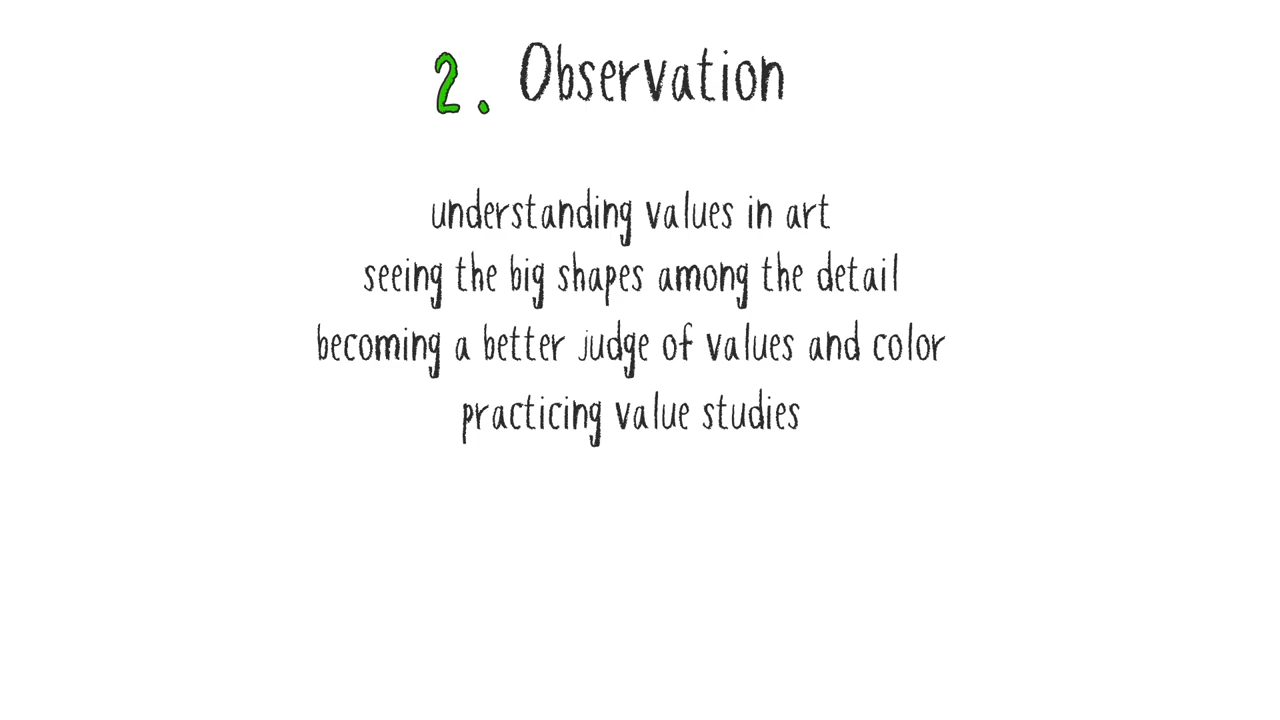 2. Observation
understanding values in art
seeing the big shapes among the detail
becoming a better judge of values and color
practicing value studies